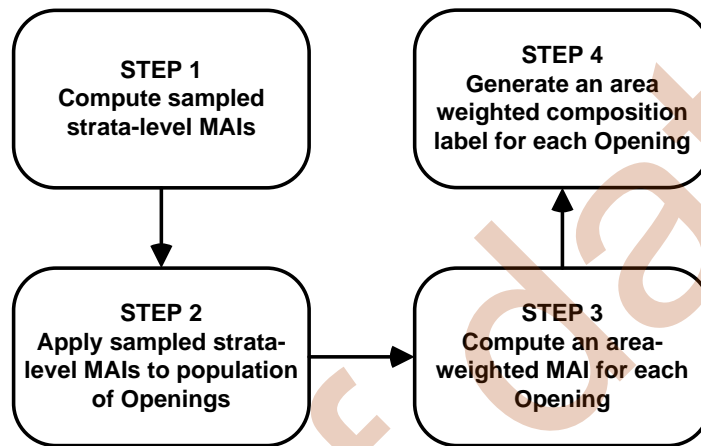 STEP 1
Compute sampled
strata-level MAIs
STEP 2
Apply sampled strata-
level MAIs to population
of Openings
STEP 3
Compute an area-
weighted MAI for each
Opening
STEP 4
Generate an area
weighted composition
label for each Opening